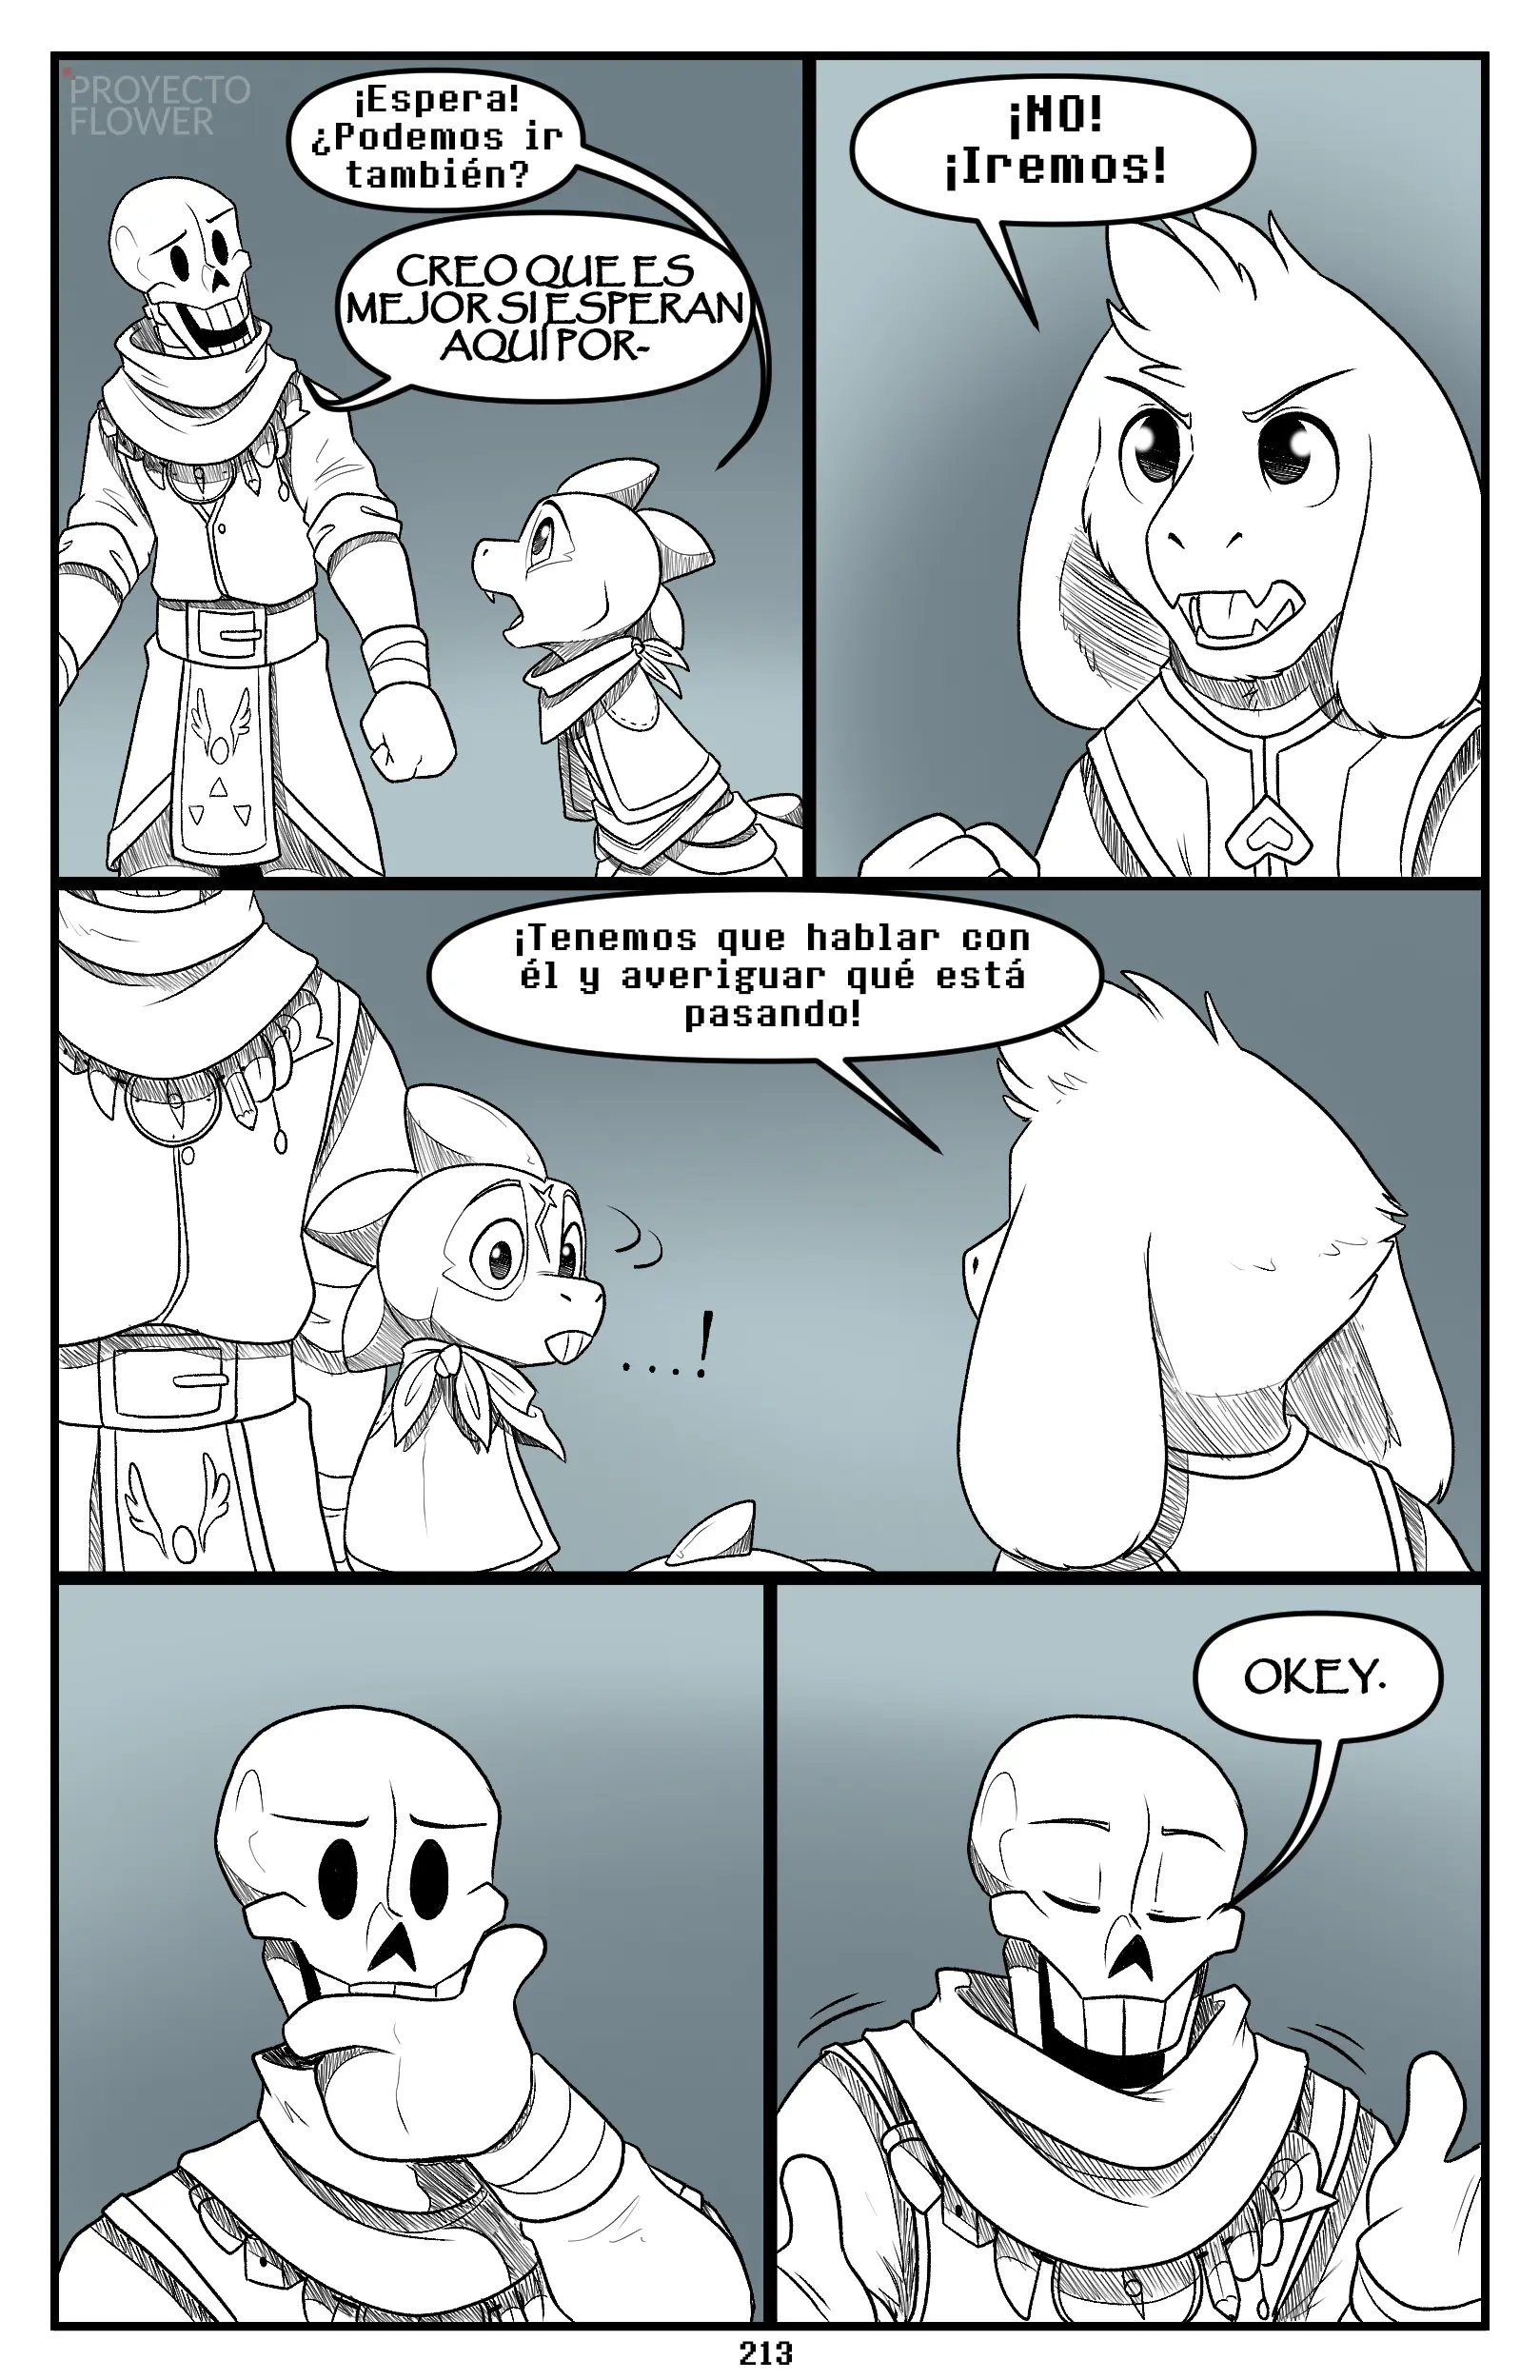 PROYECTO
FLOWER
¡Espera!
¿Podemos ir
también?
CREO QUE ES
MEJOR SI ESPERAN
AQUI POR-
¡NO!
¡Iremos!
¡Tenemos que hablar con
él y averiguar qué está
pasando!
...!
OKEY.
213